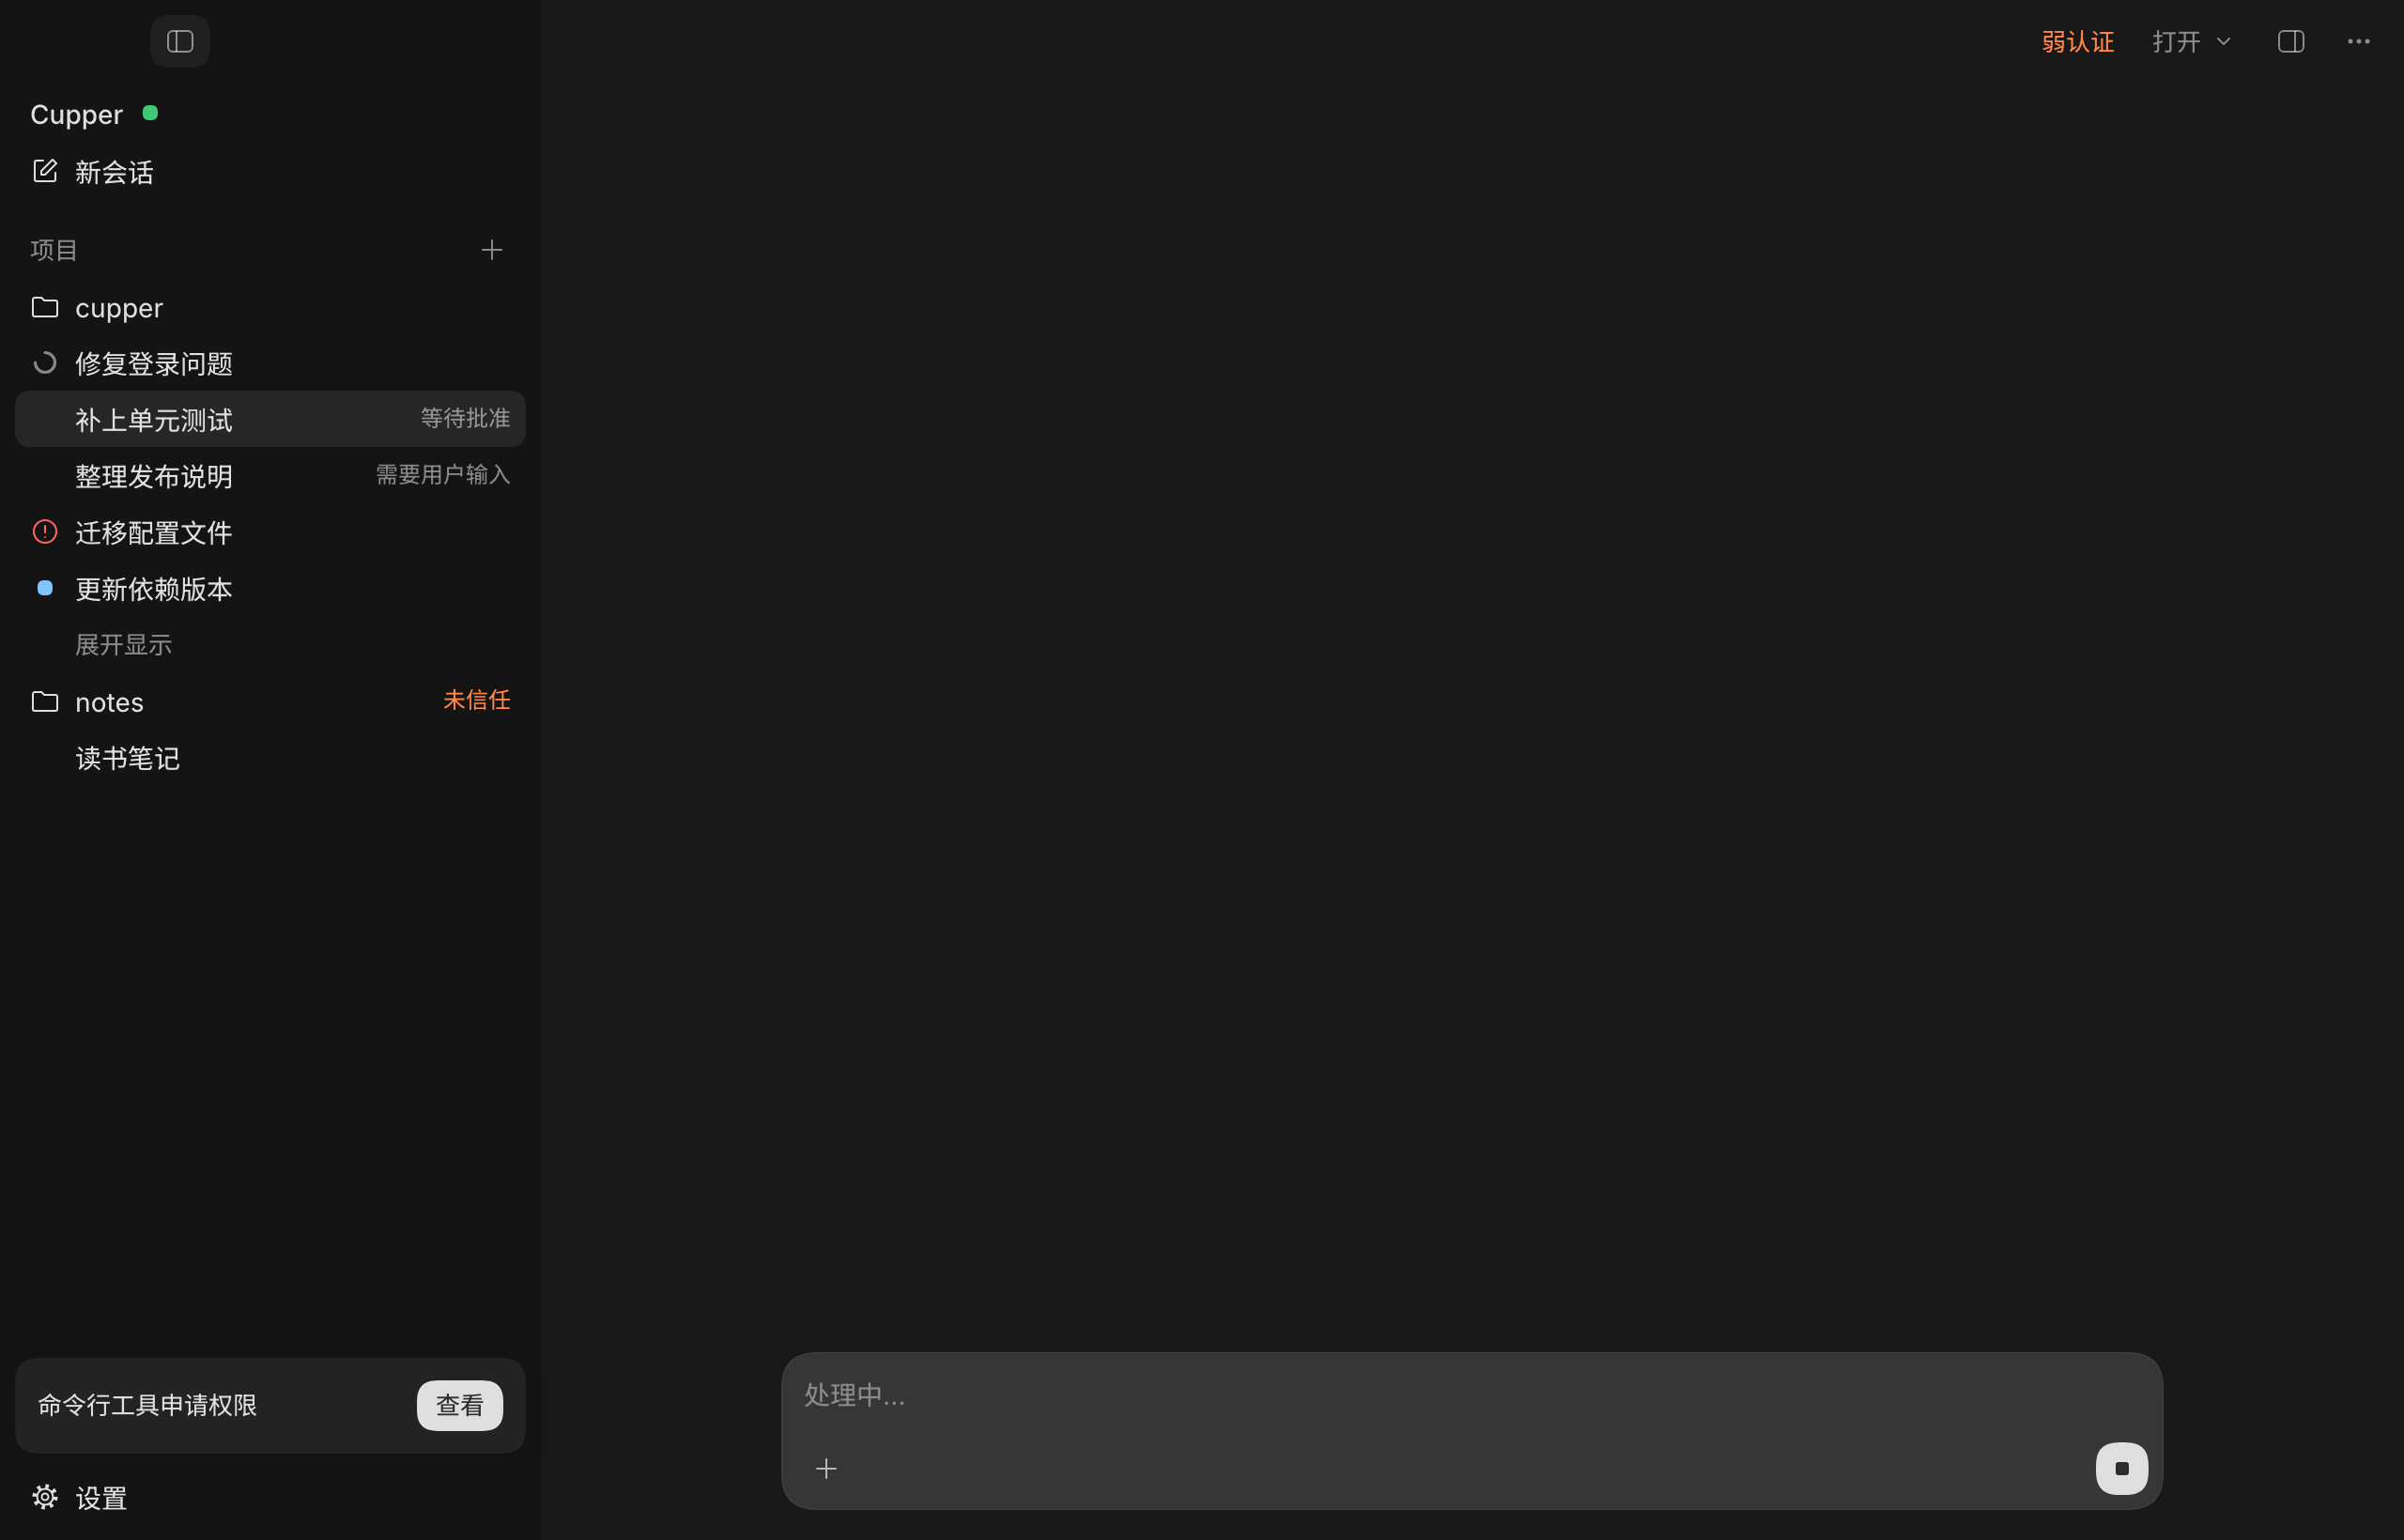 弱认证 打开
Cupper
新会话
项目
cupper
修复登录问题
补上单元测试 等待批准
整理发布说明 需要用户输入
迁移配置文件
更新依赖版本
展开显示
notes 未信任
读书笔记
命令行工具申请权限 查看
设置
处理中...